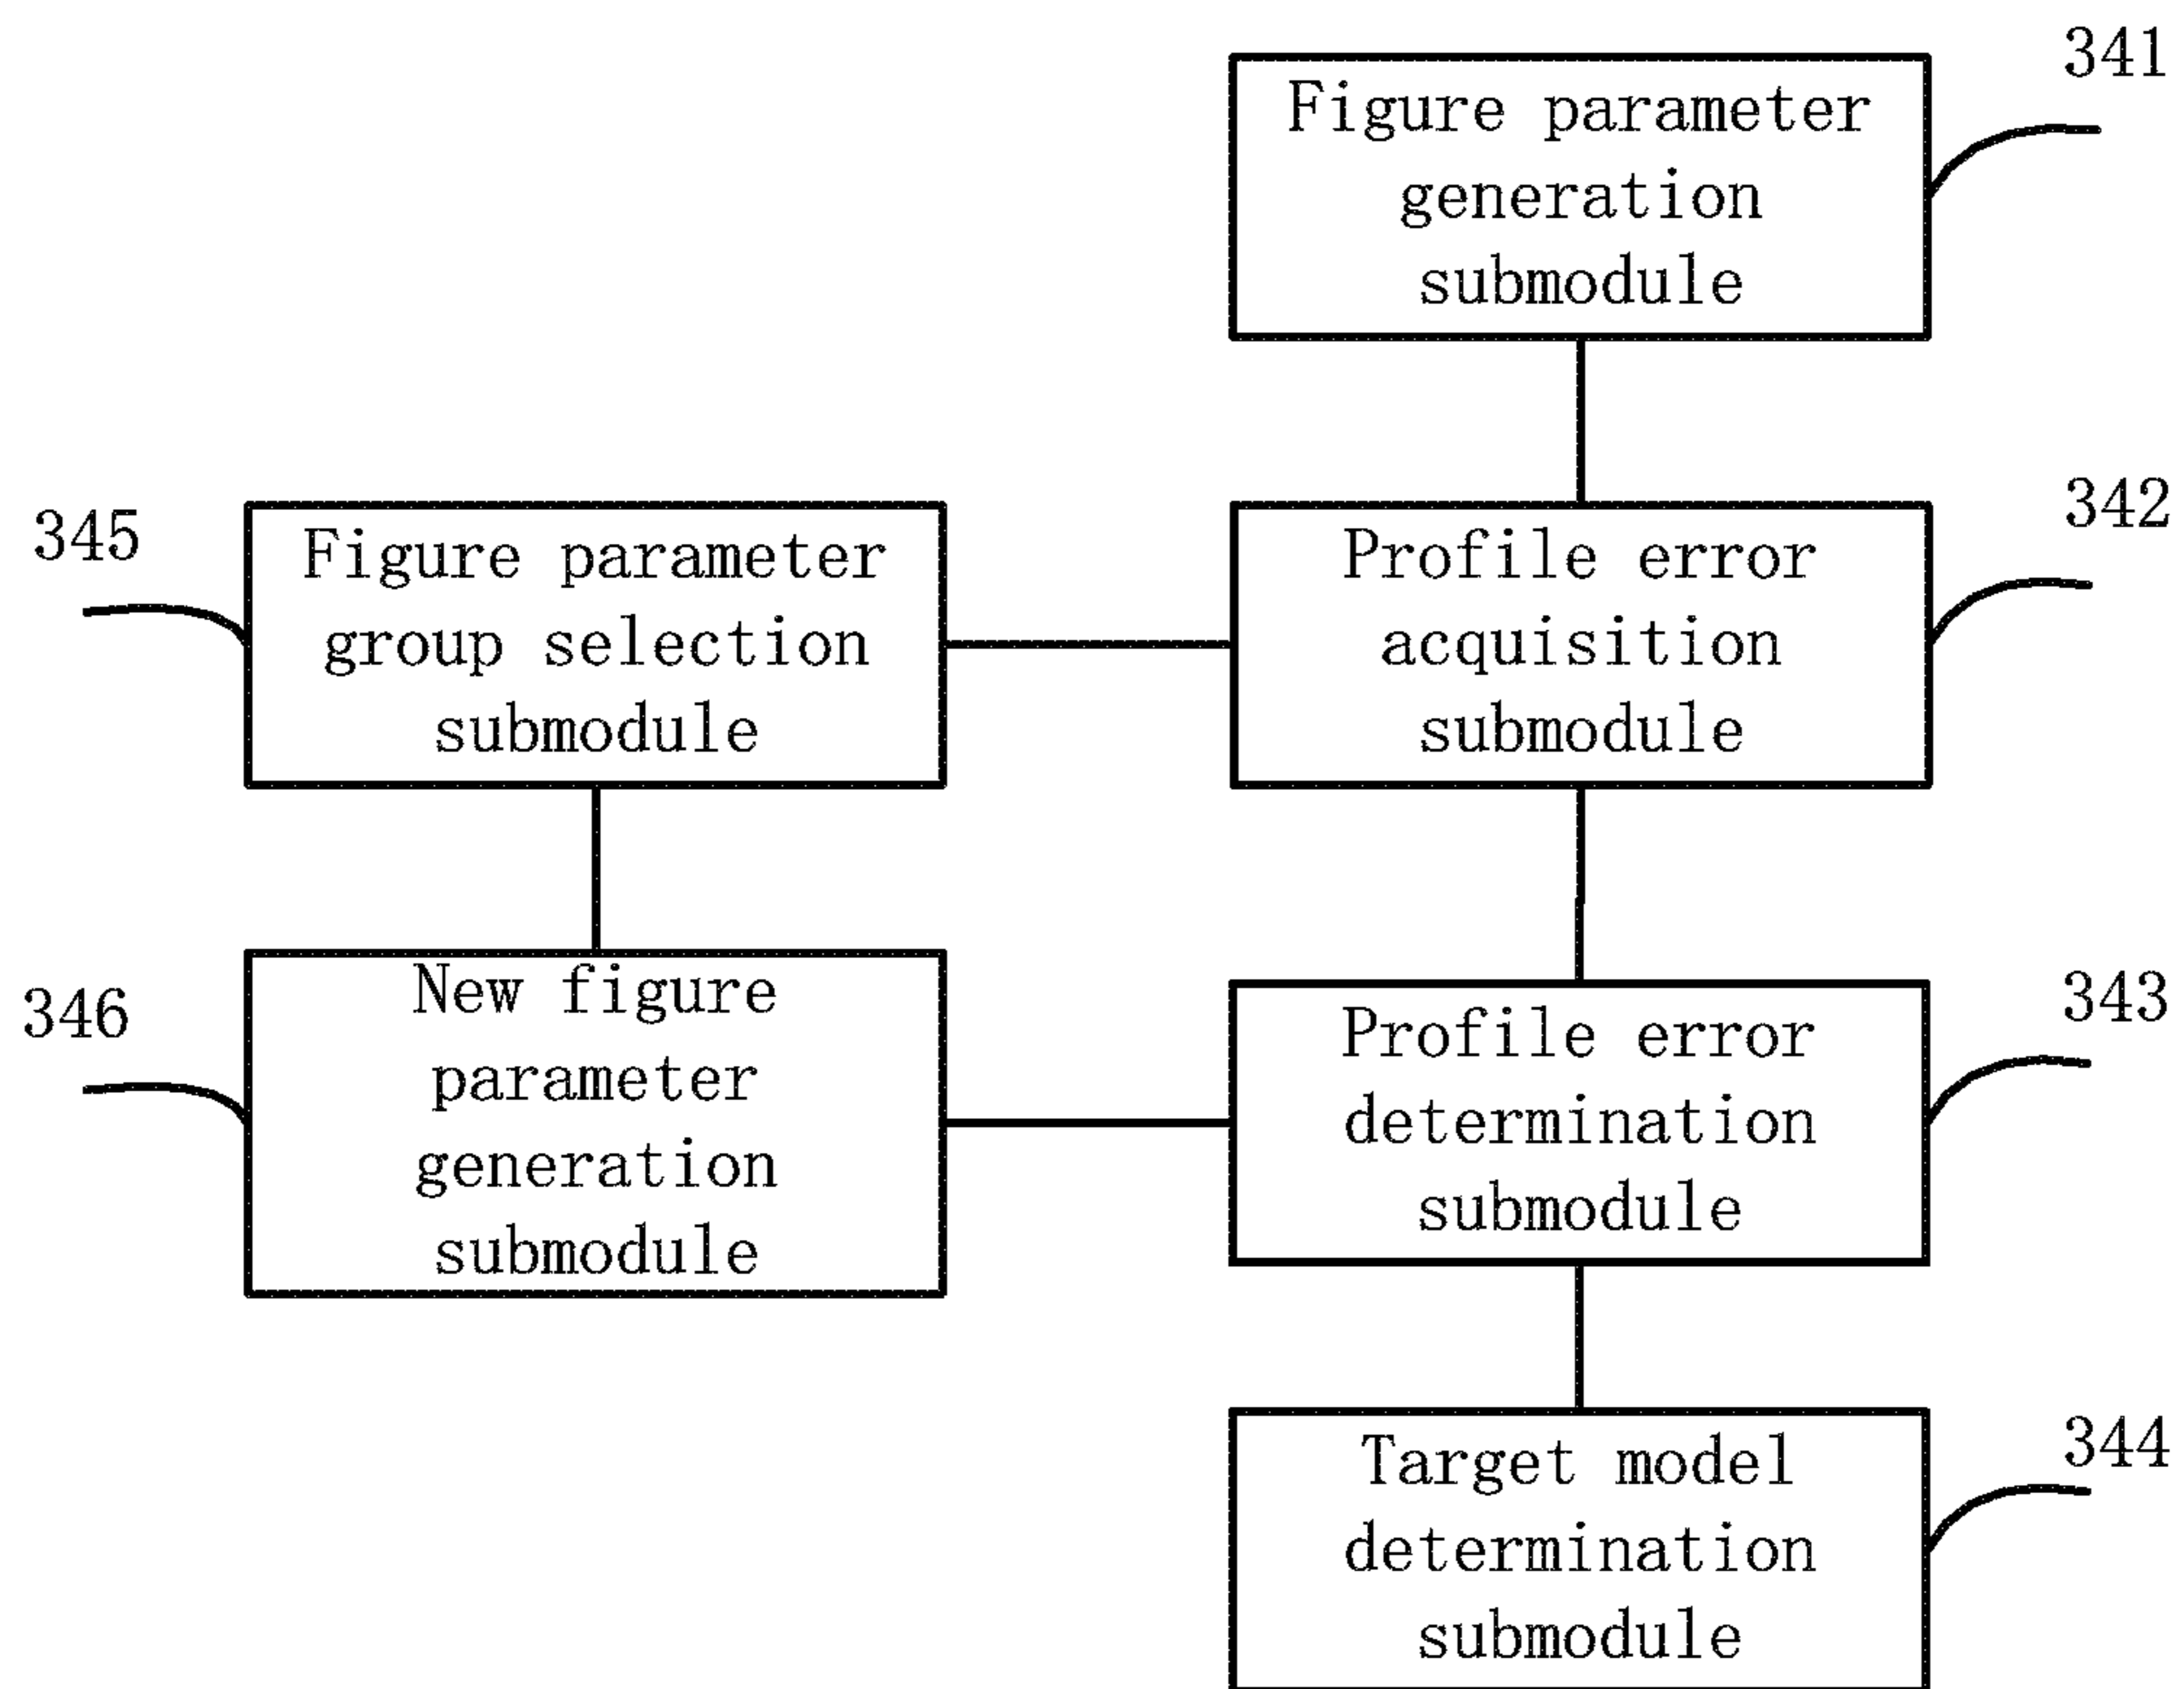 341
Figure parameter
generation
submodule
345
Figure parameter
group selection
submodule
342
Profile error
acquisition
submodule
346
New figure
parameter
generation
submodule
343
Profile error
determination
submodule
344
Target model
determination
submodule